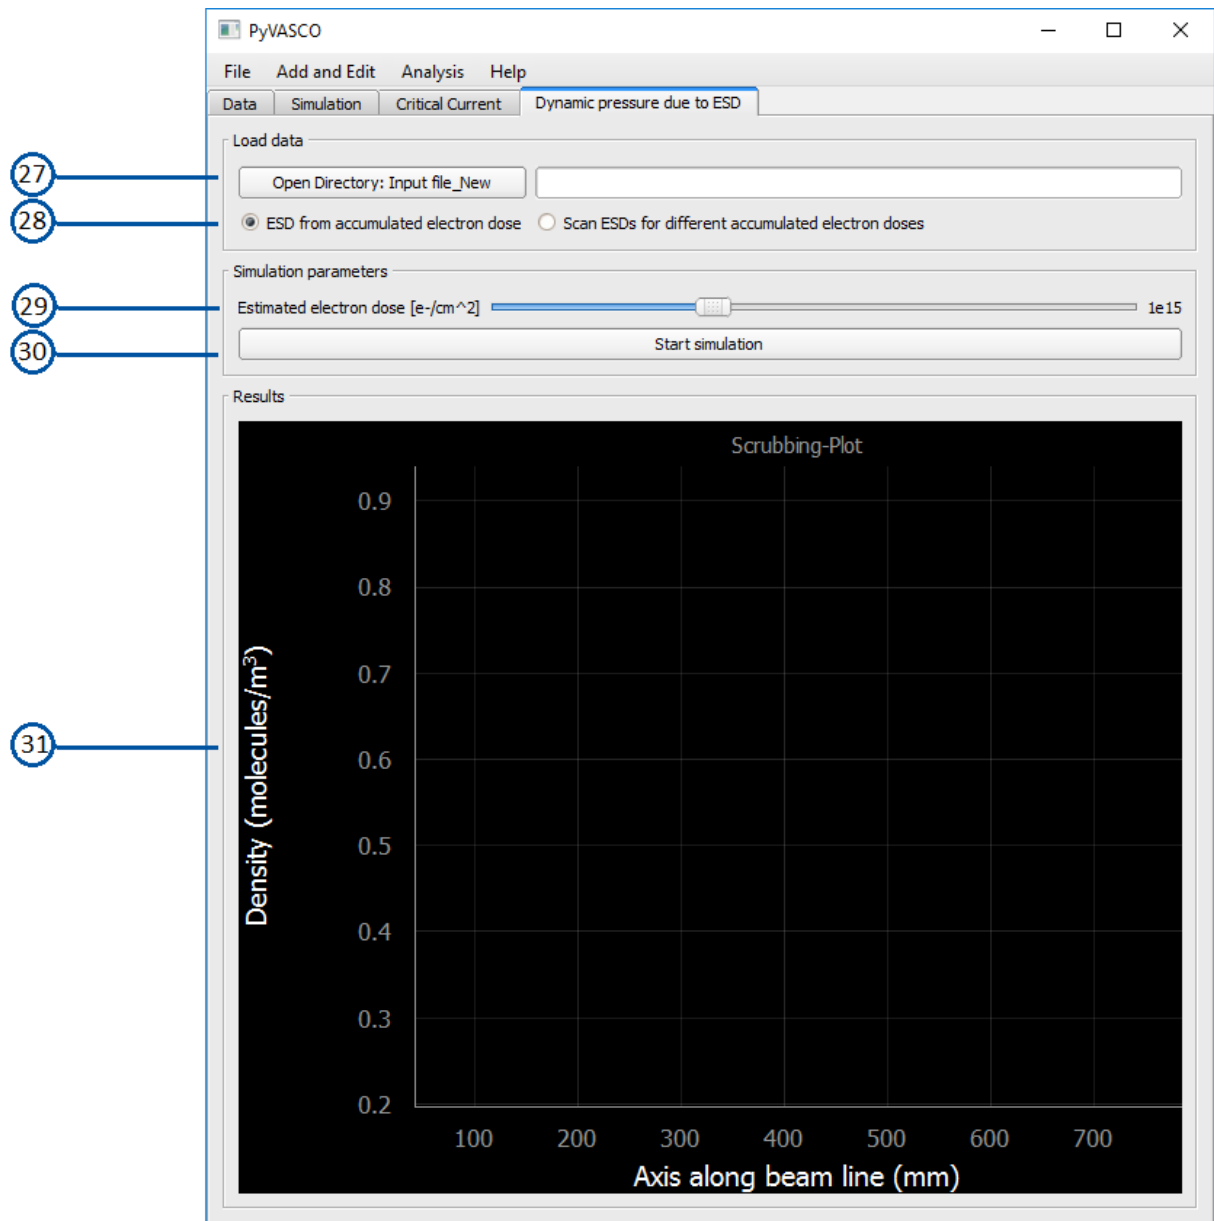 PyVASCO
File Add and Edit Analysis Help
Data Simulation Critical Current Dynamic pressure due to ESD
Load data
27 Open Directory: Input file_New
28 ESD from accumulated electron dose Scan ESDs for different accumulated electron doses
Simulation parameters
29 Estimated electron dose [e-/cm^2] 1e15
30 Start simulation
Results
Scrubbing-Plot
0.9
0.8
0.7
0.6
31
0.5
0.4
0.3
0.2
Density (molecules/m³)
100 200 300 400 500 600 700
Axis along beam line (mm)